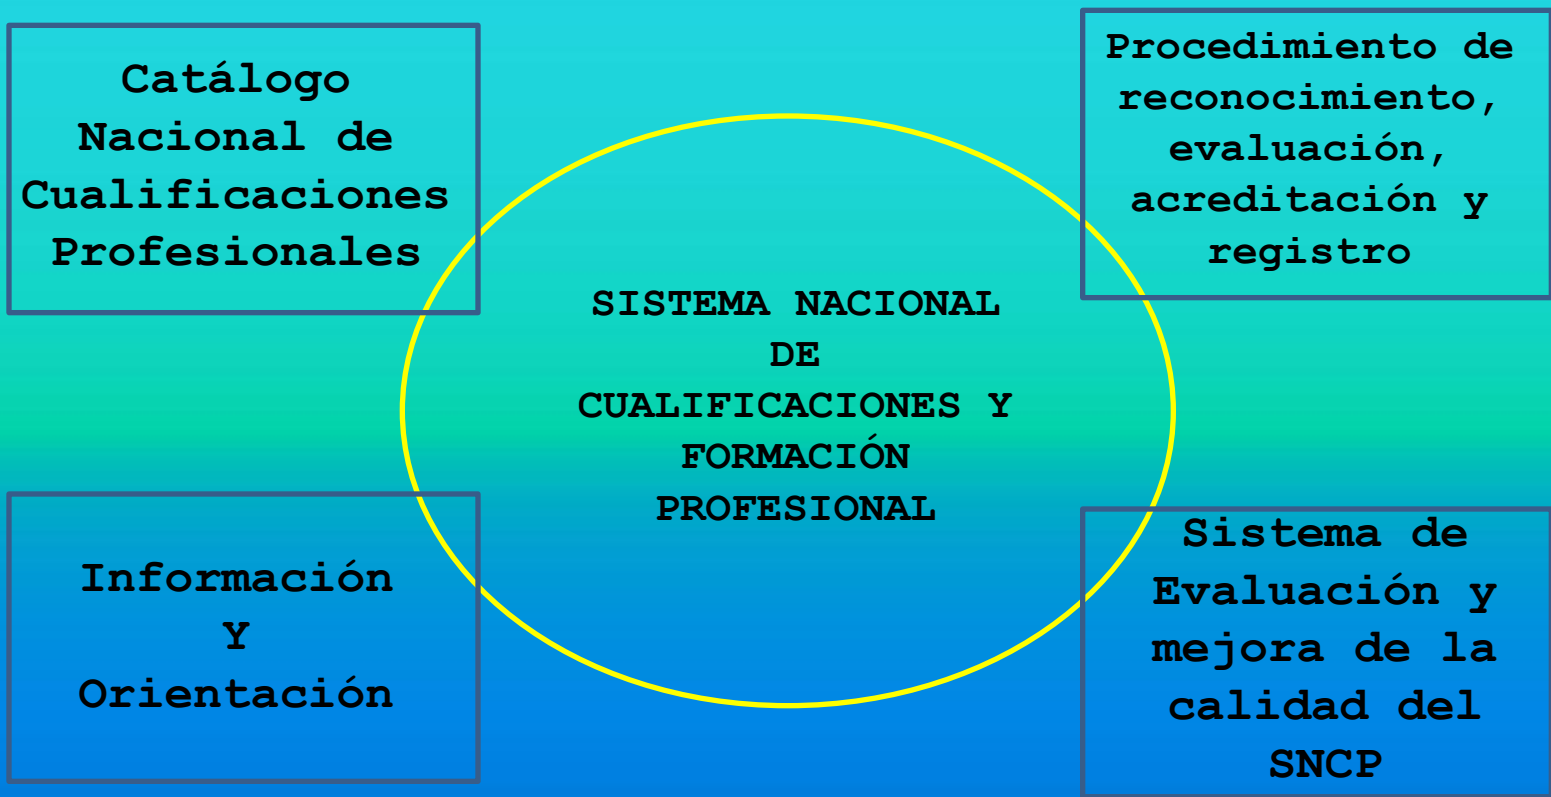 Catálogo
Nacional de
Cualificaciones
Profesionales
Procedimiento de
reconocimiento,
evaluación,
acreditación y
registro
SISTEMA NACIONAL
DE
CUALIFICACIONES Y
FORMACIÓN
PROFESIONAL
Información
Y
Orientación
Sistema de
Evaluación y
mejora de la
calidad del
SNCP